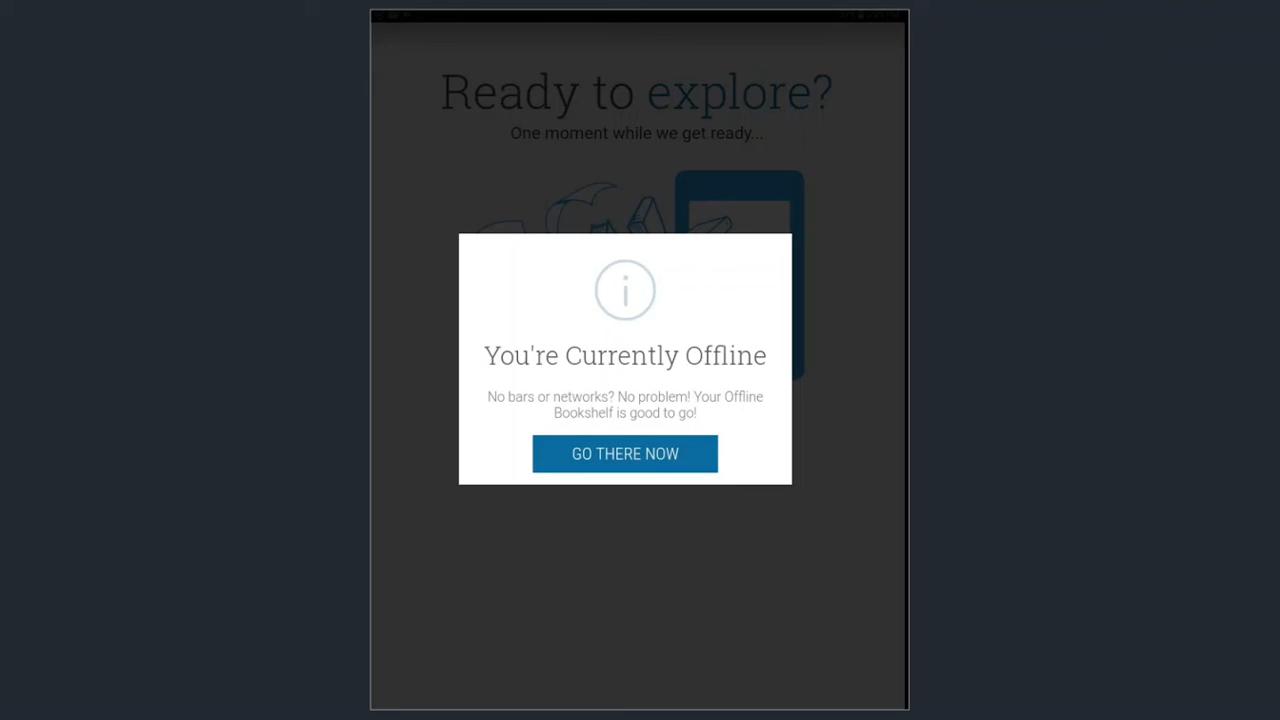 Ready to explore?
One moment while we get ready...
You're Currently Offline
No bars or networks? No problem! Your Offline
Bookshelf is good to go!
GO THERE NOW